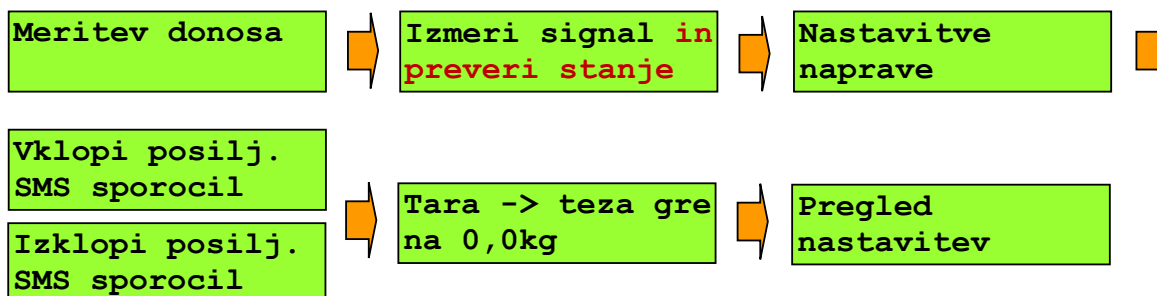 Meritev donosa
Izmeri signal in
preveri stanje
Nastavitve
naprave
Vklopi posilj.
SMS sporocil
Izklopi posilj.
SMS sporocil
Tara -> teza gre
na 0,0kg
Pregled
nastavitev